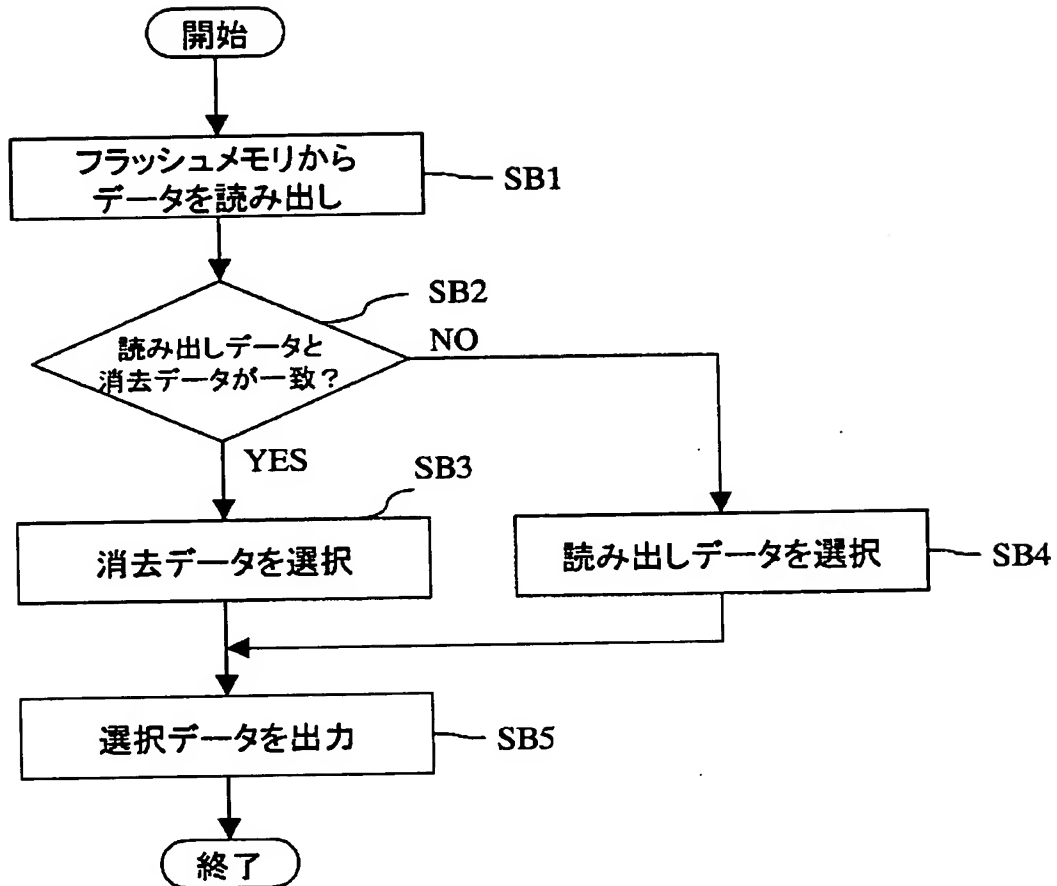 開始
フラッシュメモリから
データを読み出し
SB1
SB2
読み出しデータと
消去データが一致？
NO
YES
SB3
消去データを選択
読み出しデータを選択
SB4
選択データを出力
SB5
終了